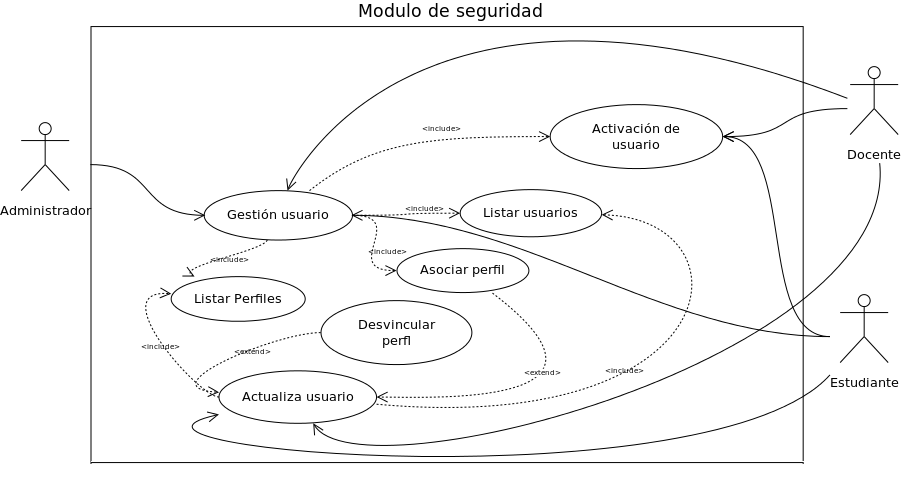 Modulo de seguridad
Docente
Administrador
Activación de
usuario
<include>
Gestión usuario
<include>
Listar usuarios
<include>
<include>
Asociar perfil
Listar Perfiles
Desvincular
perfl
<include>
<extend>
<extend>
<include>
Actualiza usuario
Estudiante